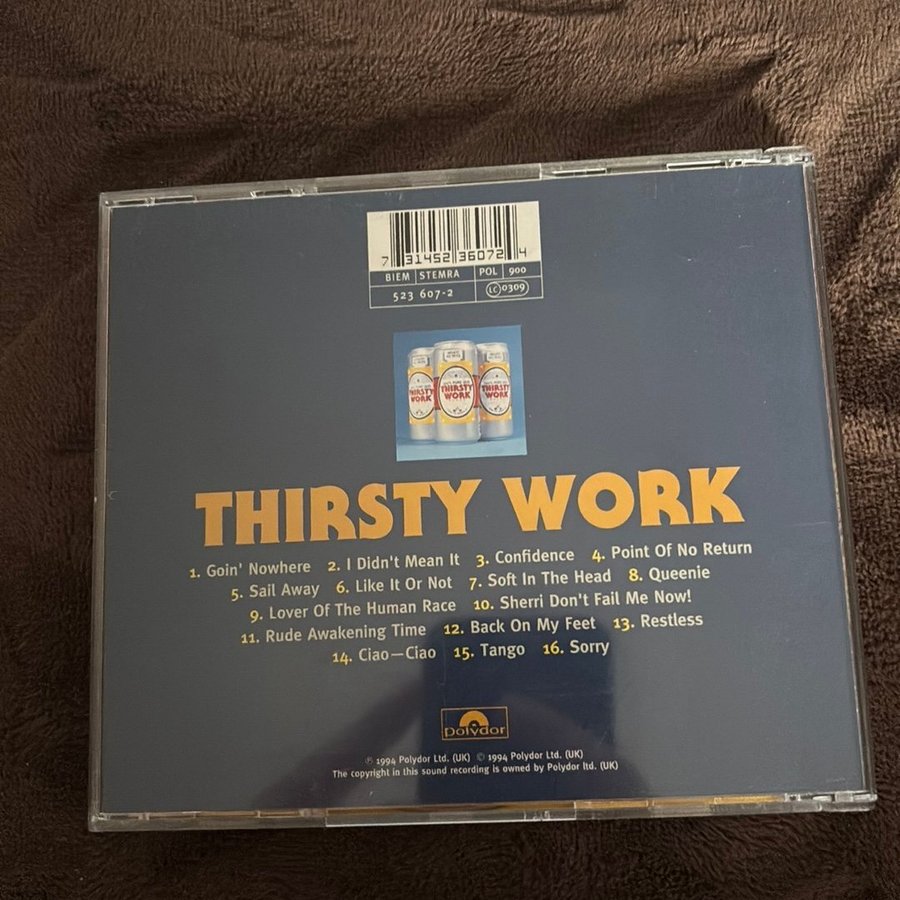 7 31452 36072 4
BIEM STEMRA POL 900
523 607-2 LC 0309
THIRSTY WORK
THIRSTY WORK
THIRSTY WORK
THIRSTY WORK
1. Goin' Nowhere 2. I Didn't Mean It 3. Confidence 4. Point Of No Return
5. Sail Away 6. Like It Or Not 7. Soft In The Head 8. Queenie
9. Lover Of The Human Race 10. Sherri Don't Fail Me Now!
11. Rude Awakening Time 12. Back On My Feet 13. Restless
14. Ciao—Ciao 15. Tango 16. Sorry
polydor
℗ 1994 Polydor Ltd. (UK) © 1994 Polydor Ltd. (UK)
The copyright in this sound recording is owned by Polydor ltd. (UK)